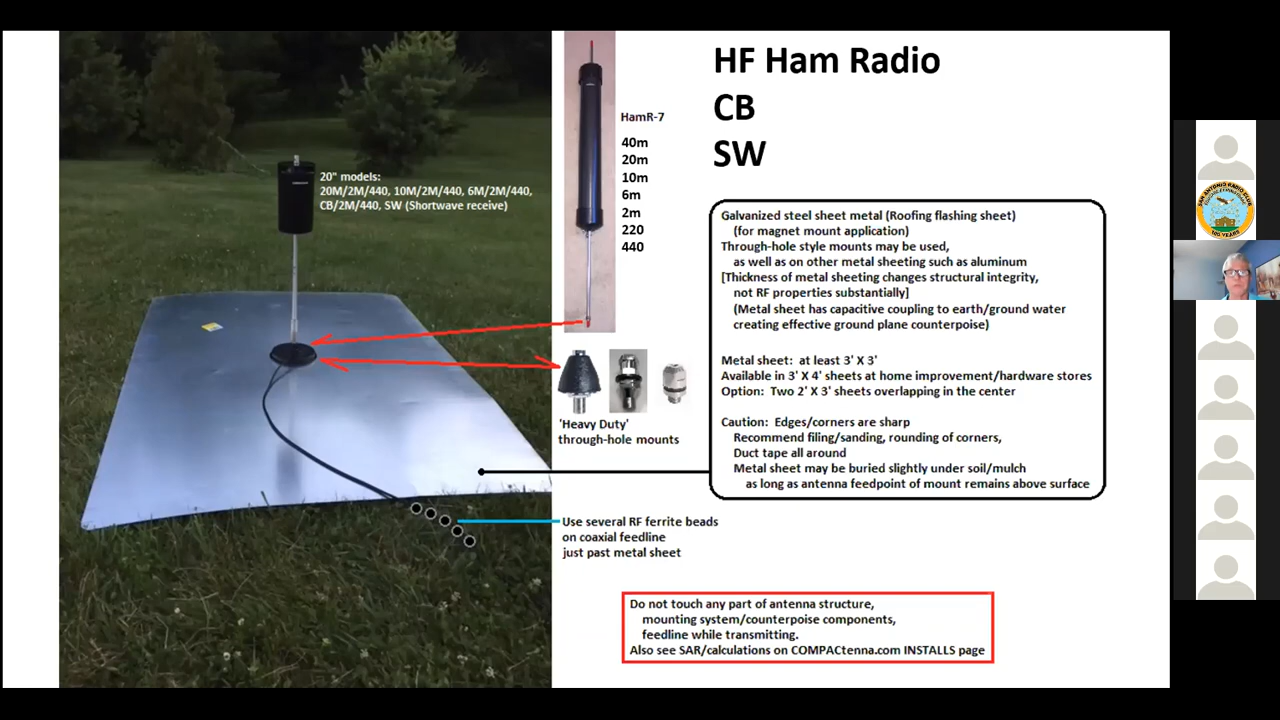 HF Ham Radio
CB
SW
HamR-7
40m
20m
10m
6m
2m
220
440
20" models:
20M/2M/440, 10M/2M/440, 6M/2M/440,
CB/2M/440, SW (Shortwave receive)
Galvanized steel sheet metal (Roofing flashing sheet)
(for magnet mount application)
Through-hole style mounts may be used,
as well as on other metal sheeting such as aluminum
[Thickness of metal sheeting changes structural integrity,
not RF properties substantially]
(Metal sheet has capacitive coupling to earth/ground water
creating effective ground plane counterpoise)
Metal sheet: at least 3' X 3'
Available in 3' X 4' sheets at home improvement/hardware stores
Option: Two 2' X 3' sheets overlapping in the center
Caution: Edges/corners are sharp
Recommend filing/sanding, rounding of corners,
Duct tape all around
Metal sheet may be buried slightly under soil/mulch
as long as antenna feedpoint of mount remains above surface
'Heavy Duty'
through-hole mounts
Use several RF ferrite beads
on coaxial feedline
just past metal sheet
Do not touch any part of antenna structure,
mounting system/counterpoise components,
feedline while transmitting.
Also see SAR/calculations on COMPACtenna.com INSTALLS page
SAN ANTONIO RADIO CLUB
100 YEARS